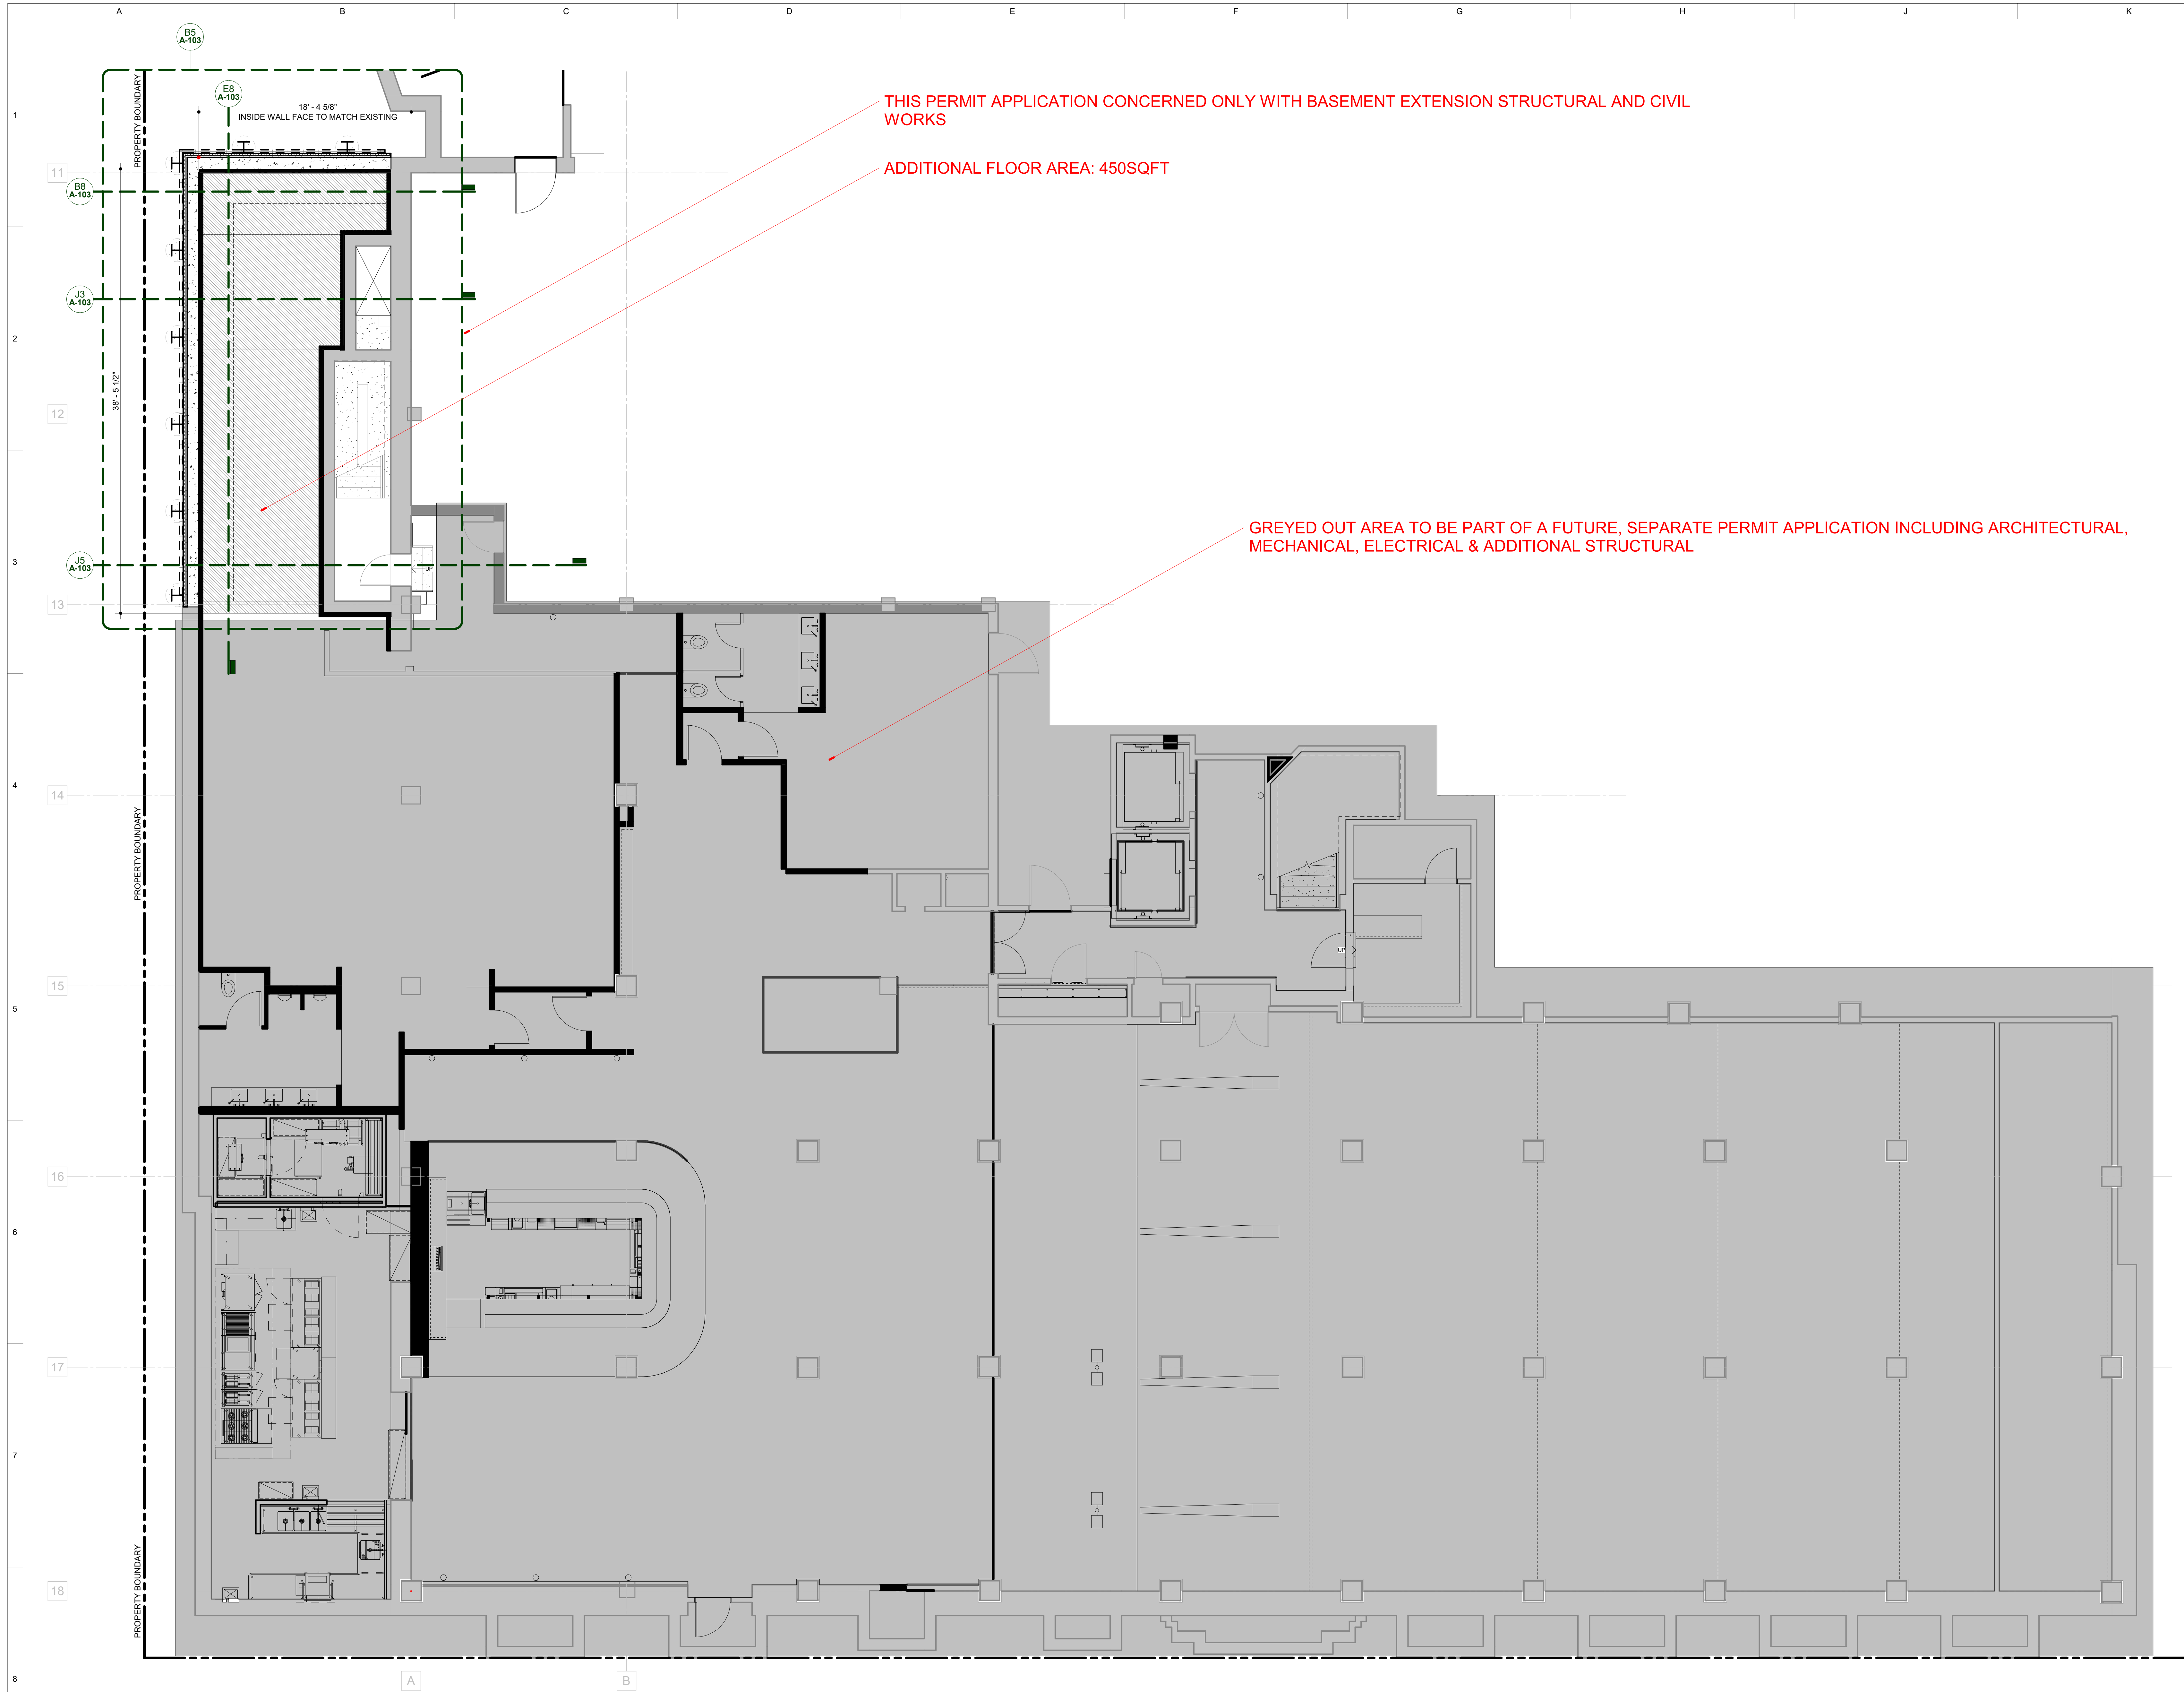 A B C D E F G H J K
B5
A-103
E8
A-103
PROPERTY BOUNDARY
18' - 4 5/8"
INSIDE WALL FACE TO MATCH EXISTING
THIS PERMIT APPLICATION CONCERNED ONLY WITH BASEMENT EXTENSION STRUCTURAL AND CIVIL
WORKS
1
ADDITIONAL FLOOR AREA: 450SQFT
11
B8
A-103
J3
A-103
2
38' - 5 1/2"
12
GREYED OUT AREA TO BE PART OF A FUTURE, SEPARATE PERMIT APPLICATION INCLUDING ARCHITECTURAL,
MECHANICAL, ELECTRICAL & ADDITIONAL STRUCTURAL
3
J5
A-103
UP
13
4
14
PROPERTY BOUNDARY
UP
15
5
16
6
17
7
18
PROPERTY BOUNDARY
8
A B